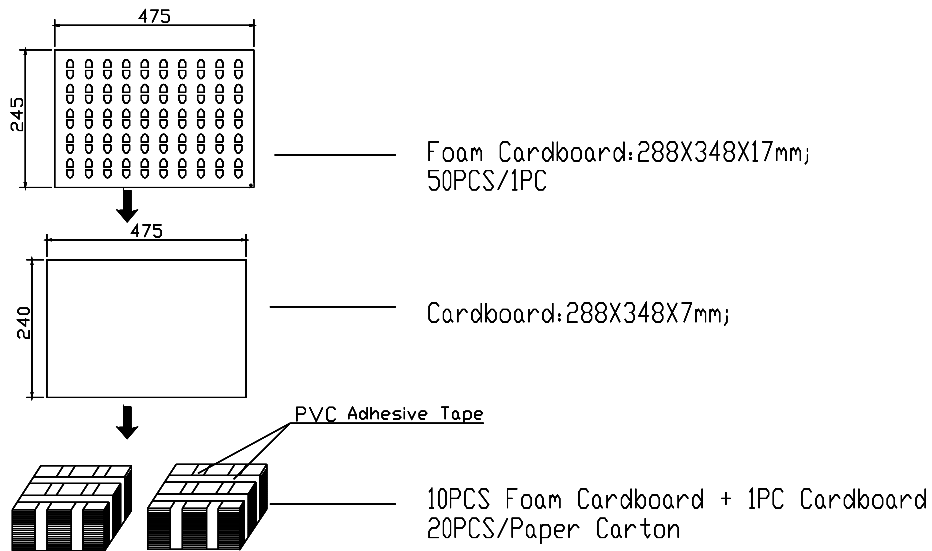 475
245
Foam Cardboard:288X348X17mm;
50PCS/1PC
475
240
Cardboard:288X348X7mm;
PVC Adhesive Tape
10PCS Foam Cardboard + 1PC Cardboard
20PCS/Paper Carton